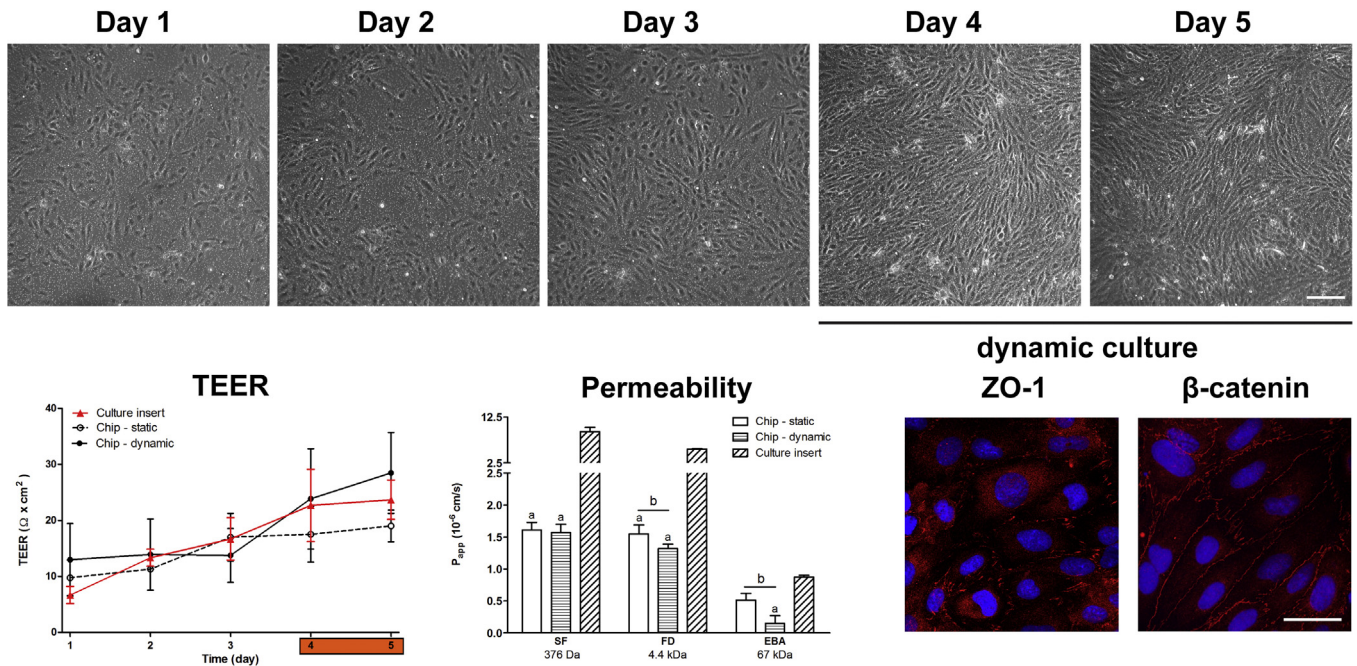 Day 1
Day 2
Day 3
Day 4
Day 5
dynamic culture
TEER
40
30
20
10
0
TEER (Ω x cm²)
Culture insert
Chip - static
Chip - dynamic
1
2
3
4
5
Time (day)
Permeability
12.5
2.5
2.5
2.0
1.5
1.0
0.5
0.0
Papp (10⁻⁶ cm/s)
Chip - static
Chip - dynamic
Culture insert
a
a
b
a
a
b
a
SF
FD
EBA
376 Da
4.4 kDa
67 kDa
ZO-1
β-catenin